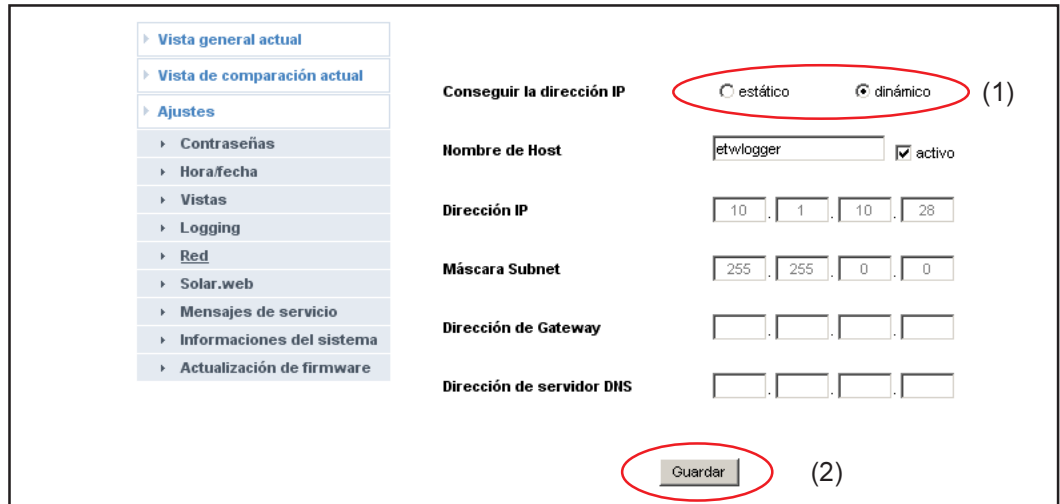 Vista general actual
Vista de comparación actual
Ajustes
Contraseñas
Hora/fecha
Vistas
Logging
Red
Solar.web
Mensajes de servicio
Informaciones del sistema
Actualización de firmware
Conseguir la dirección IP estático dinámico (1)
Nombre de Host etwlogger activo
Dirección IP 10 . 1 . 10 . 28
Máscara Subnet 255 . 255 . 0 . 0
Dirección de Gateway . . .
Dirección de servidor DNS . . .
Guardar (2)